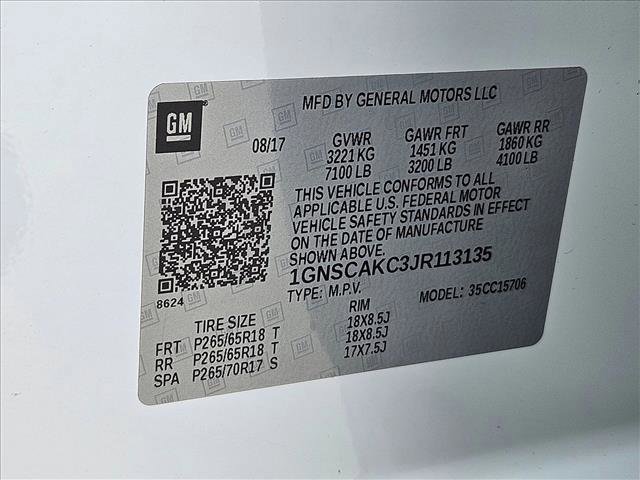 MFD BY GENERAL MOTORS LLC
GM
08/17
GVWR GAWR FRT GAWR RR
3221 KG 1451 KG 1860 KG
7100 LB 3200 LB 4100 LB
THIS VEHICLE CONFORMS TO ALL
APPLICABLE U.S. FEDERAL MOTOR
VEHICLE SAFETY STANDARDS IN EFFECT
ON THE DATE OF MANUFACTURE
SHOWN ABOVE.
1GNSCAKC3JR113135
8624
TYPE: M.P.V. MODEL: 35CC15706
TIRE SIZE RIM
FRT P265/65R18 T 18X8.5J
RR P265/65R18 T 18X8.5J
SPA P265/70R17 S 17X7.5J